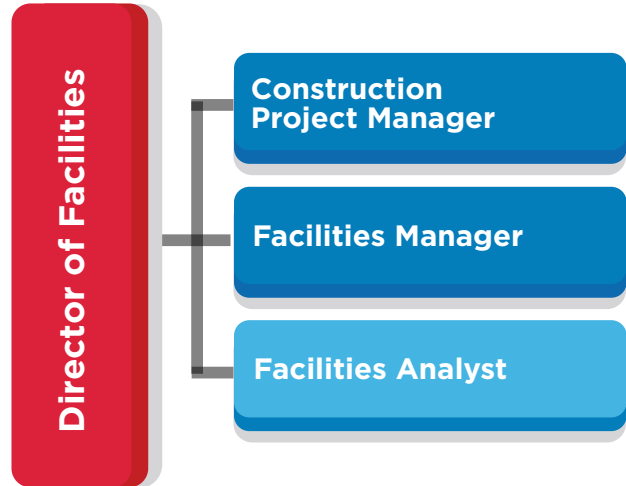 Director of Facilities
Construction
Project Manager
Facilities Manager
Facilities Analyst